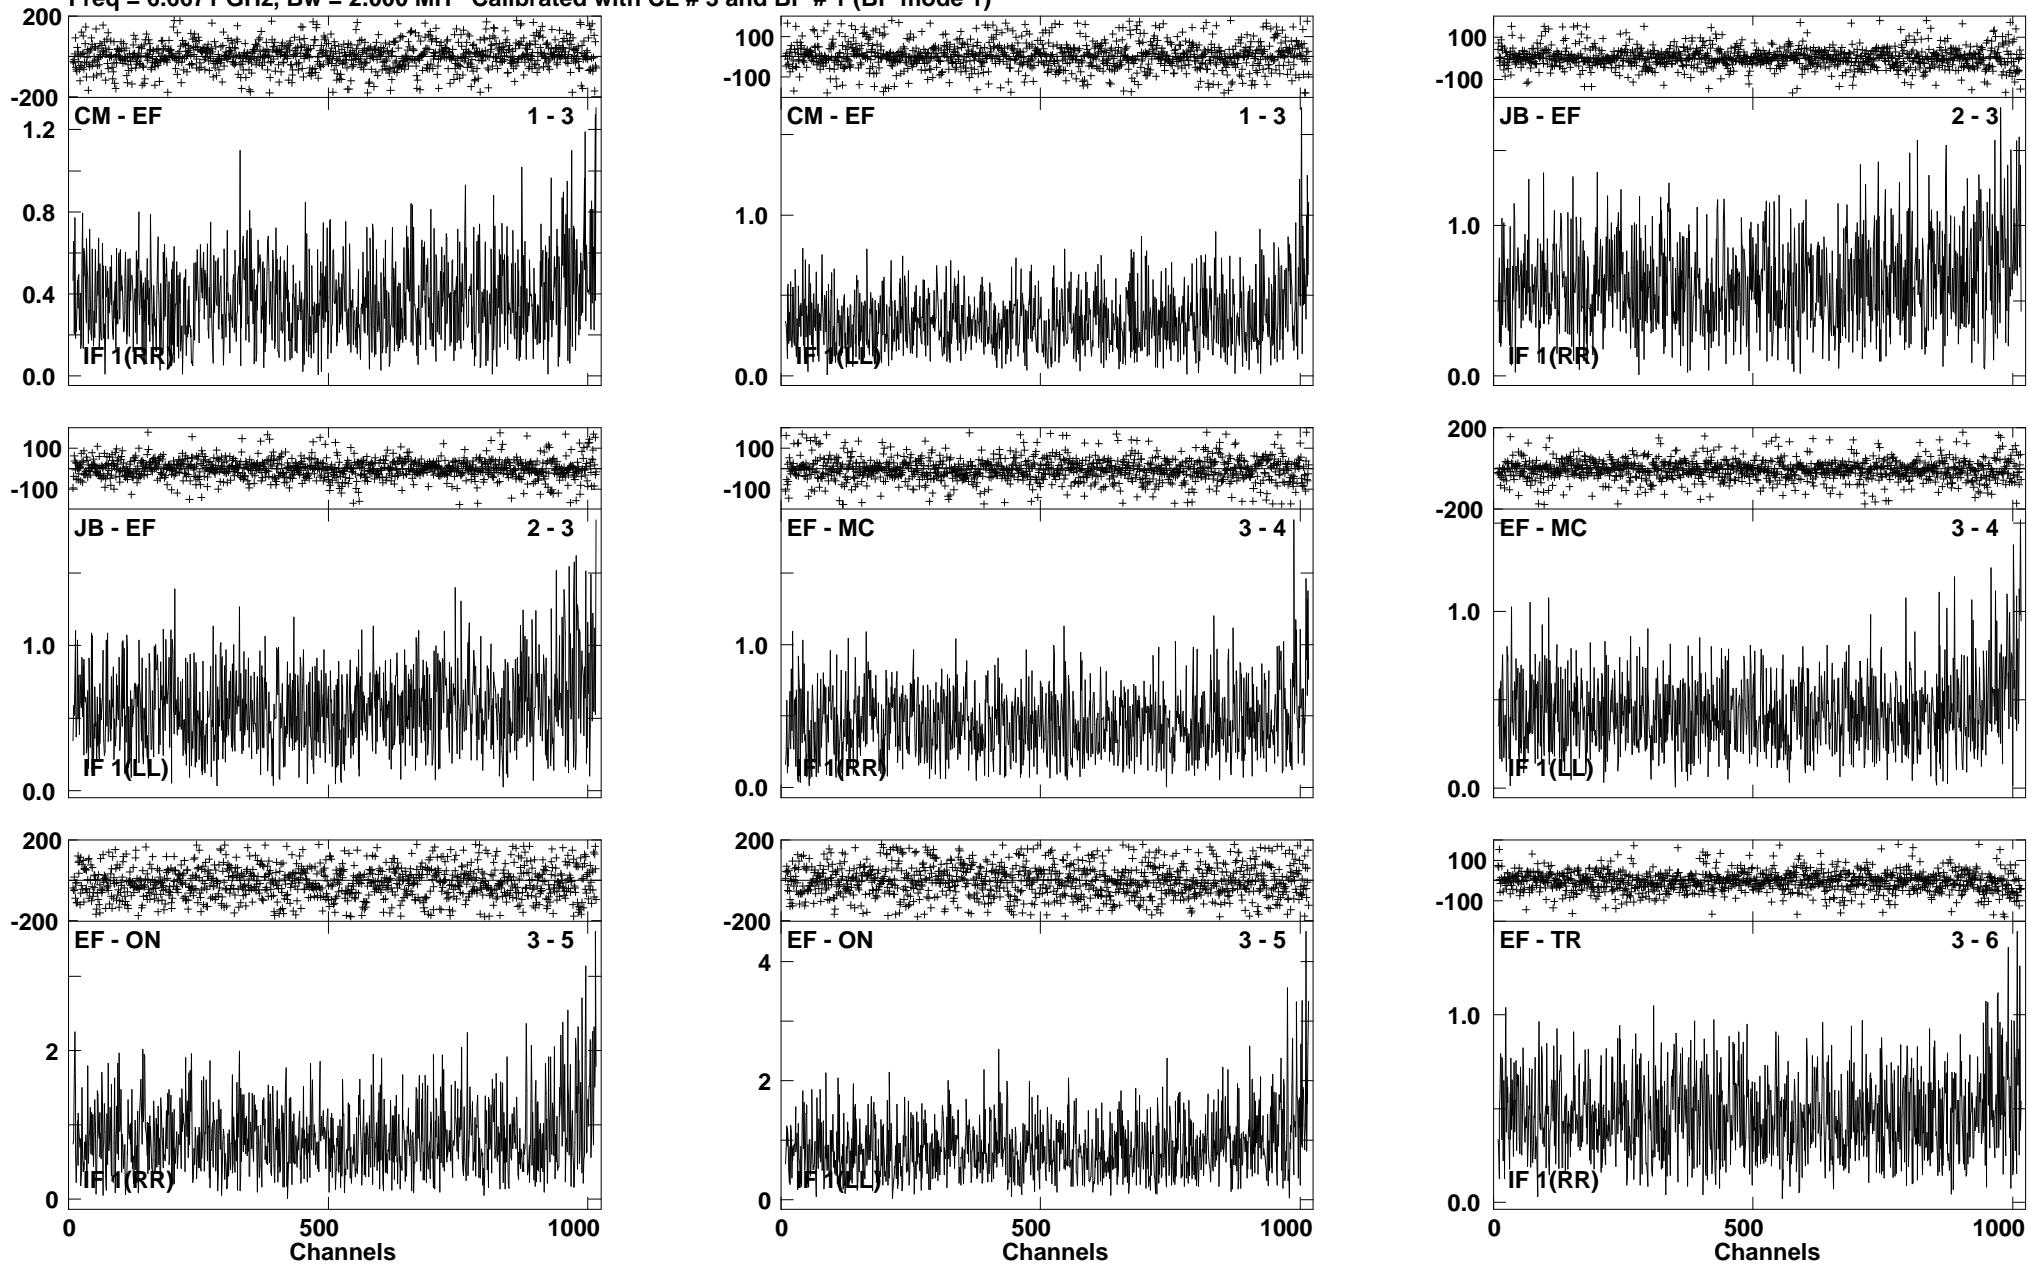 Freq = 6.6671 GHz, Bw = 2.000 MH Calibrated with CL # 3 and BP # 1 (BP mode 1)
200
-200
CM - EF 1 - 3
1.2
0.8
0.4
0.0
IF 1(RR)
100
-100
CM - EF 1 - 3
1.0
0.0
IF 1(LL)
100
-100
JB - EF 2 - 3
1.0
0.0
IF 1(RR)
100
-100
JB - EF 2 - 3
1.0
0.0
IF 1(LL)
100
-100
EF - MC 3 - 4
1.0
0.0
IF 1(RR)
200
-200
EF - MC 3 - 4
1.0
0.0
IF 1(LL)
200
-200
EF - ON 3 - 5
2
0
IF 1(RR)
0 500 1000
Channels
200
-200
EF - ON 3 - 5
4
2
0
IF 1(LL)
0 500 1000
Channels
100
-100
EF - TR 3 - 6
1.0
0.0
IF 1(RR)
0 500 1000
Channels